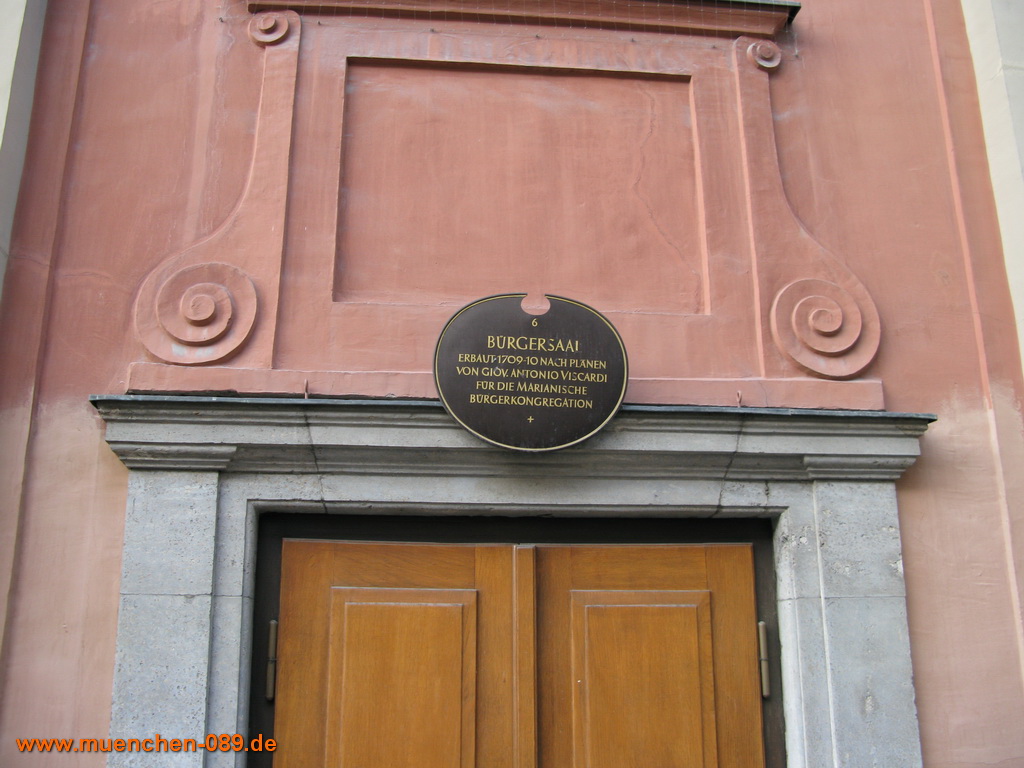 6
BÜRGERSAAL
ERBAUT·1709-10 NACH PLÄNEN
VON GIOV. ANTONIO VISCARDI
FÜR DIE MARIANISCHE
BÜRGERKONGREGATION
www.muenchen-089.de